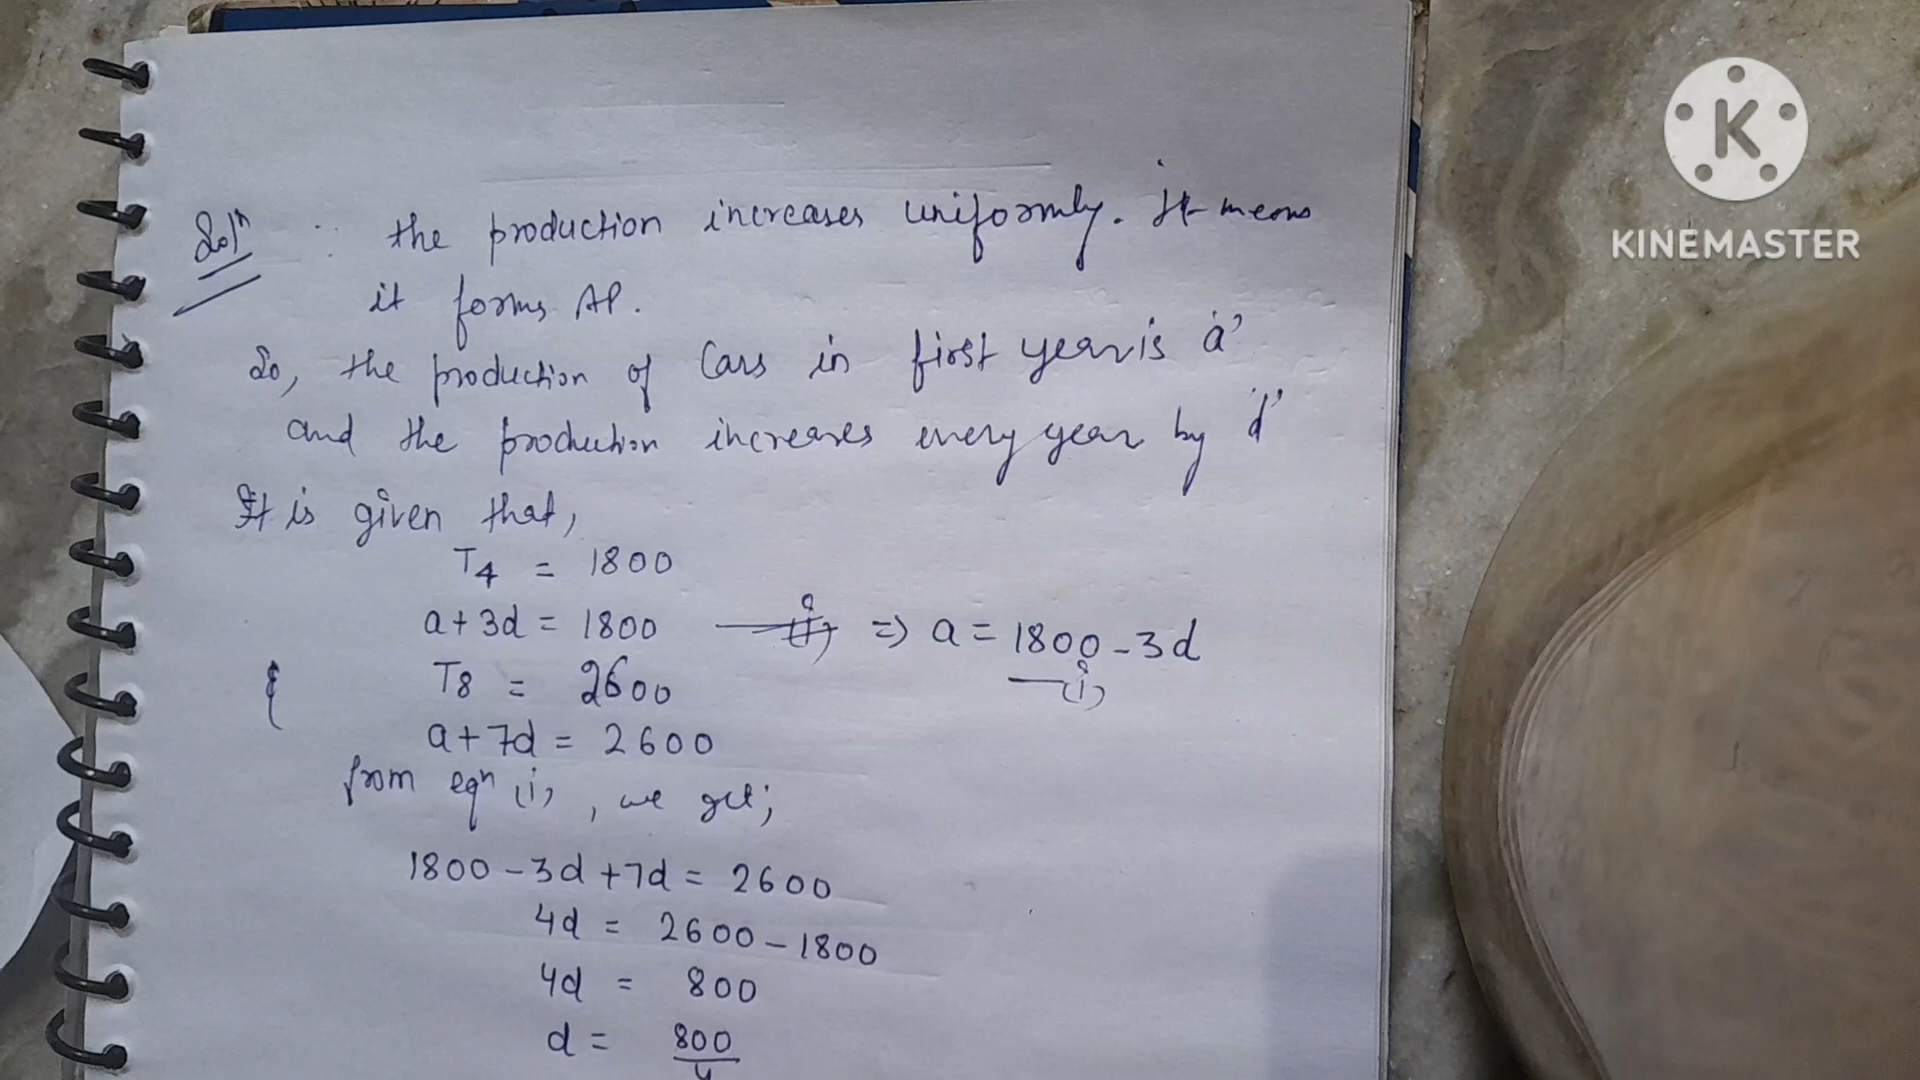 Solⁿ ∵ the production increases uniformly. It means
it forms AP.
So, the production of Cars in first year is 'a'
and the production increases every year by 'd'
It is given that,
T4 = 1800
a+3d = 1800 ⇒ a = 1800 - 3d
(i)
& T8 = 2600
a+7d = 2600
from eqⁿ (i), we get;
1800 - 3d + 7d = 2600
4d = 2600 - 1800
4d = 800
d = 800
4
K
KINEMASTER